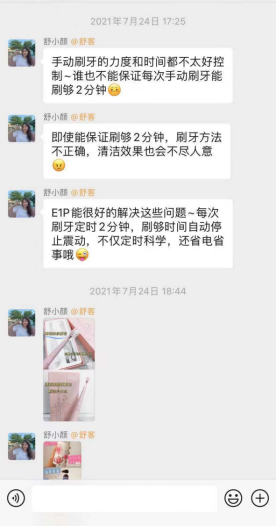 2021年7月24日 17:25
舒小颜 @舒客
手动刷牙的力度和时间都不太好控
制~谁也不能保证每次手动刷牙能
刷够2分钟
舒小颜 @舒客
即使能保证刷够2分钟，刷牙方法
不正确，清洁效果也会不尽人意
舒小颜 @舒客
E1P能很好的解决这些问题~每次
刷牙定时2分钟，刷够时间自动停
止震动，不仅定时科学，还省电省
事哦
2021年7月24日 18:44
舒小颜 @舒客
舒小颜 @舒客